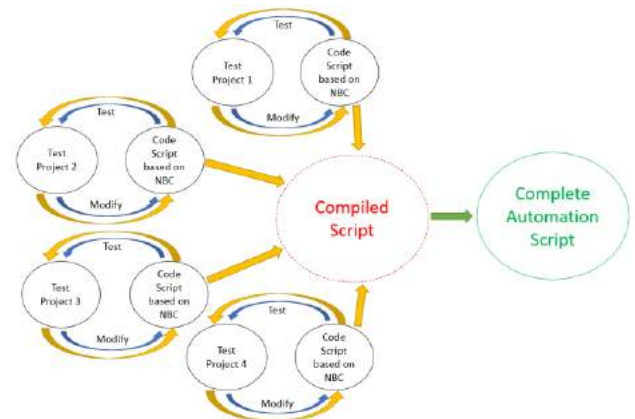 Test
Test
Project 1
Code
Script
based on
NBC
Modify
Test
Test
Project 2
Code
Script
based on
NBC
Modify
Compiled
Script
Complete
Automation
Script
Test
Test
Project 3
Code
Script
based on
NBC
Modify
Test
Test
Project 4
Code
Script
based on
NBC
Modify